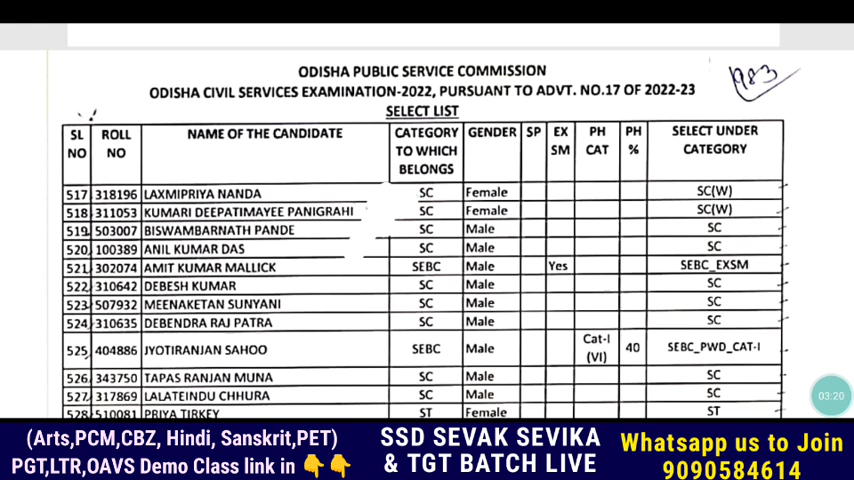 ODISHA PUBLIC SERVICE COMMISSION
983
ODISHA CIVIL SERVICES EXAMINATION-2022, PURSUANT TO ADVT. NO.17 OF 2022-23
SELECT LIST
SL NO ROLL NO NAME OF THE CANDIDATE CATEGORY TO WHICH BELONGS GENDER SP EX SM PH CAT PH % SELECT UNDER CATEGORY
517 318196 LAXMIPRIYA NANDA SC Female SC(W)
518 311053 KUMARI DEEPATIMAYEE PANIGRAHI SC Female SC(W)
519 503007 BISWAMBARNATH PANDE SC Male SC
520 100389 ANIL KUMAR DAS SC Male SC
521 302074 AMIT KUMAR MALLICK SEBC Male Yes SEBC_EXSM
522 310642 DEBESH KUMAR SC Male SC
523 507932 MEENAKETAN SUNYANI SC Male SC
524 310635 DEBENDRA RAJ PATRA SC Male SC
525 404886 JYOTIRANJAN SAHOO SEBC Male Cat-I (VI) 40 SEBC_PWD_CAT-I
526 343750 TAPAS RANJAN MUNA SC Male SC
527 317869 LALATEINDU CHHURA SC Male SC
528 510081 PRIYA TIRKEY ST Female ST
03:20
(Arts,PCM,CBZ, Hindi, Sanskrit,PET)
PGT,LTR,OAVS Demo Class link in 👇👇
SSD SEVAK SEVIKA
& TGT BATCH LIVE
Whatsapp us to Join
9090584614